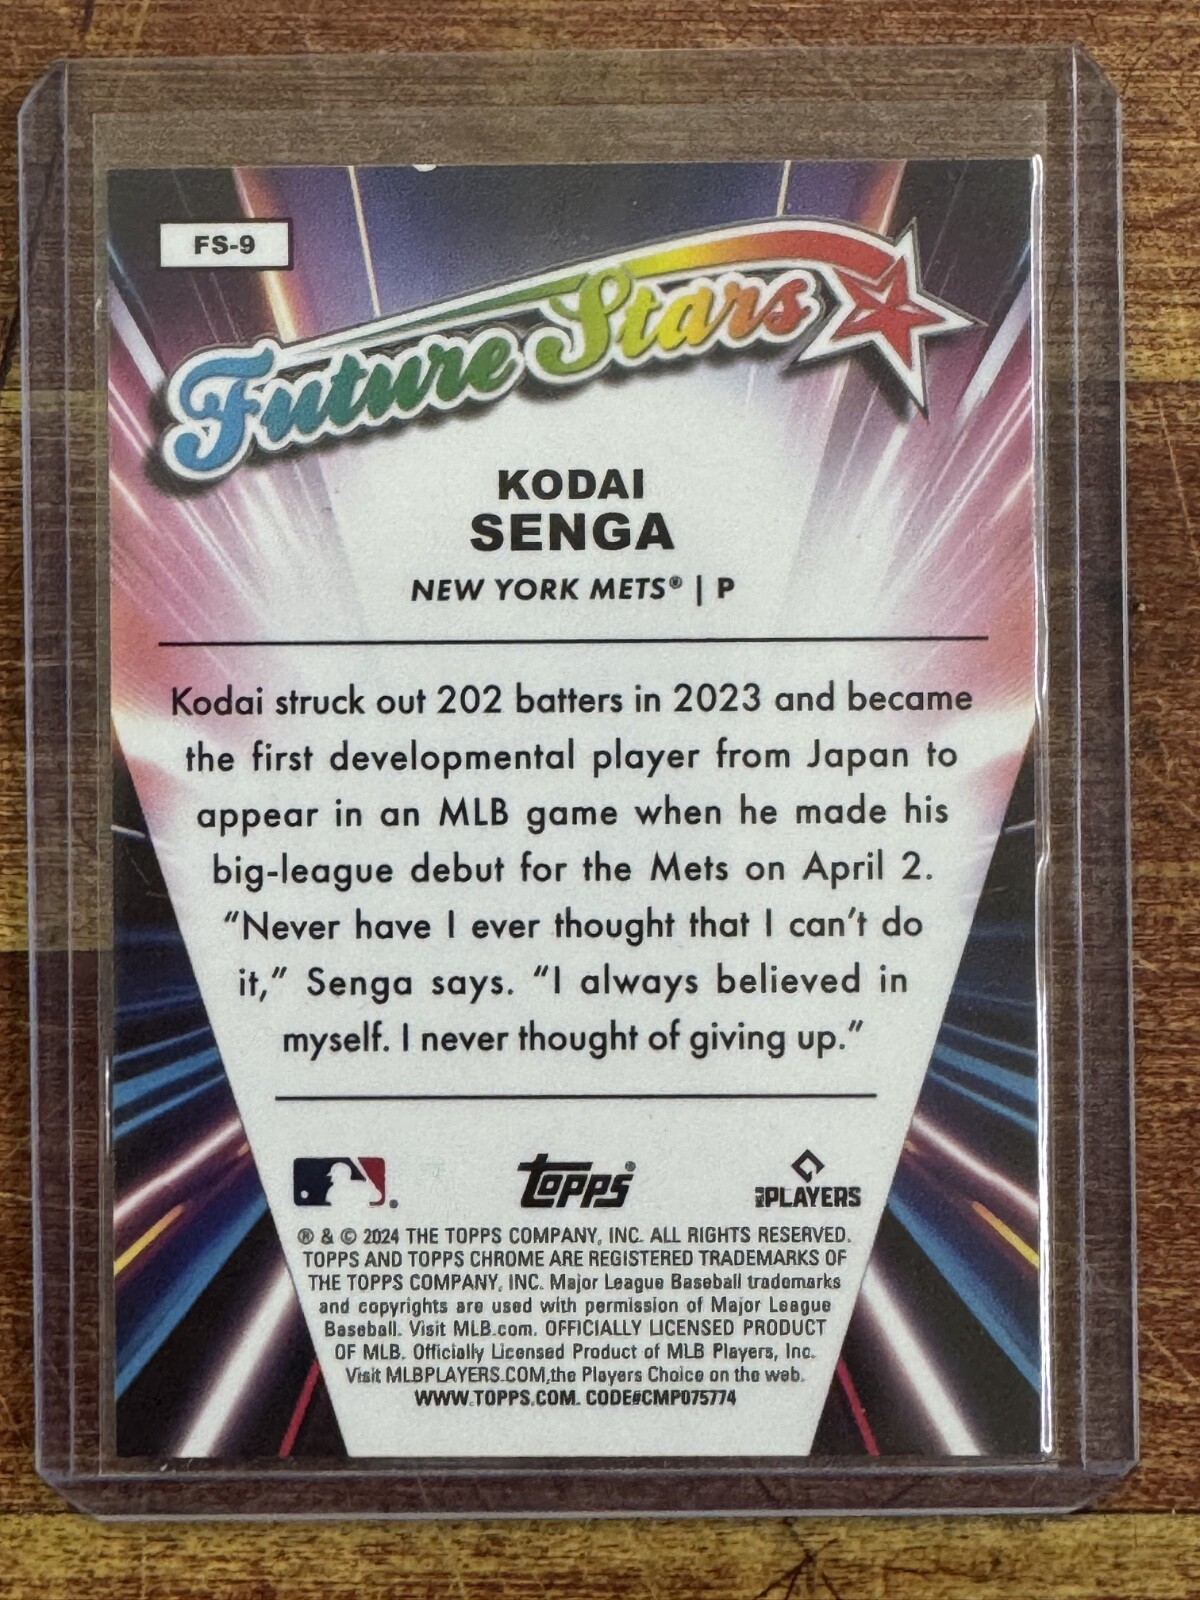 FS-9
Future Stars
KODAI
SENGA
NEW YORK METS® | P
Kodai struck out 202 batters in 2023 and became
the first developmental player from Japan to
appear in an MLB game when he made his
big-league debut for the Mets on April 2.
“Never have I ever thought that I can’t do
it,” Senga says. “I always believed in
myself. I never thought of giving up.”
topps®
PLAYERS
® & © 2024 THE TOPPS COMPANY, INC. ALL RIGHTS RESERVED.
TOPPS AND TOPPS CHROME ARE REGISTERED TRADEMARKS OF
THE TOPPS COMPANY, INC. Major League Baseball trademarks
and copyrights are used with permission of Major League
Baseball. Visit MLB.com. OFFICIALLY LICENSED PRODUCT
OF MLB. Officially Licensed Product of MLB Players, Inc.
Visit MLBPLAYERS.COM,the Players Choice on the web.
WWW.TOPPS.COM. CODE#CMP075774